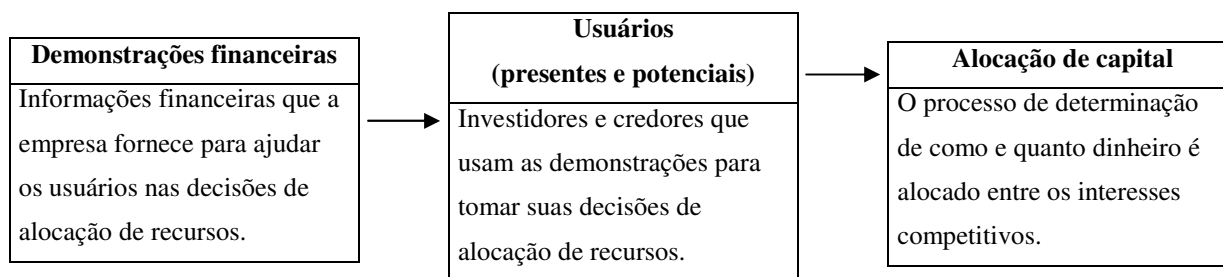 Demonstrações financeiras
Informações financeiras que a
empresa fornece para ajudar
os usuários nas decisões de
alocação de recursos.
Usuários
(presentes e potenciais)
Investidores e credores que
usam as demonstrações para
tomar suas decisões de
alocação de recursos.
Alocação de capital
O processo de determinação
de como e quanto dinheiro é
alocado entre os interesses
competitivos.